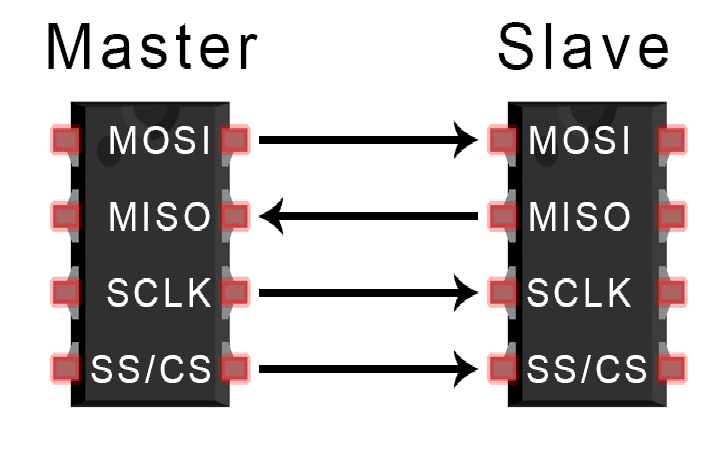 Master Slave
MOSI MOSI
MISO MISO
SCLK SCLK
SS/CS SS/CS